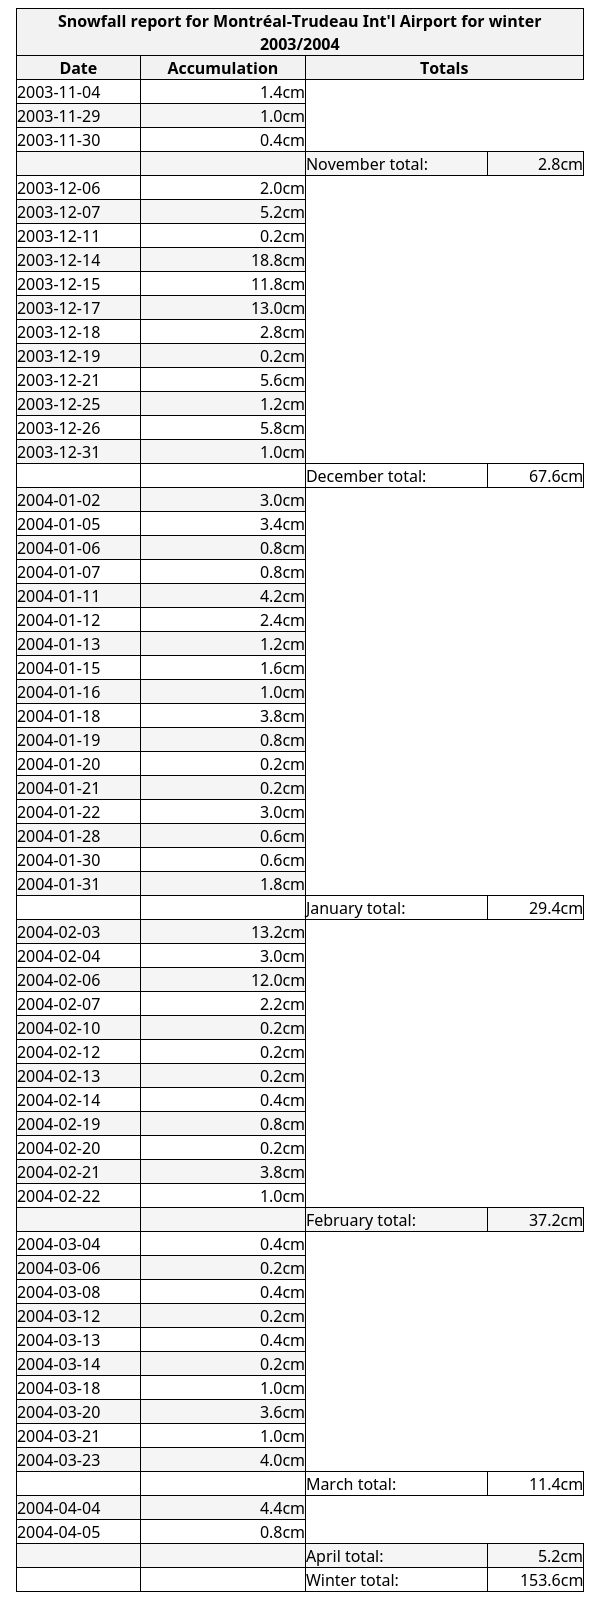 Snowfall report for Montréal-Trudeau Int'l Airport for winter
2003/2004
Date Accumulation Totals
2003-11-04 1.4cm
2003-11-29 1.0cm
2003-11-30 0.4cm
November total: 2.8cm
2003-12-06 2.0cm
2003-12-07 5.2cm
2003-12-11 0.2cm
2003-12-14 18.8cm
2003-12-15 11.8cm
2003-12-17 13.0cm
2003-12-18 2.8cm
2003-12-19 0.2cm
2003-12-21 5.6cm
2003-12-25 1.2cm
2003-12-26 5.8cm
2003-12-31 1.0cm
December total: 67.6cm
2004-01-02 3.0cm
2004-01-05 3.4cm
2004-01-06 0.8cm
2004-01-07 0.8cm
2004-01-11 4.2cm
2004-01-12 2.4cm
2004-01-13 1.2cm
2004-01-15 1.6cm
2004-01-16 1.0cm
2004-01-18 3.8cm
2004-01-19 0.8cm
2004-01-20 0.2cm
2004-01-21 0.2cm
2004-01-22 3.0cm
2004-01-28 0.6cm
2004-01-30 0.6cm
2004-01-31 1.8cm
January total: 29.4cm
2004-02-03 13.2cm
2004-02-04 3.0cm
2004-02-06 12.0cm
2004-02-07 2.2cm
2004-02-10 0.2cm
2004-02-12 0.2cm
2004-02-13 0.2cm
2004-02-14 0.4cm
2004-02-19 0.8cm
2004-02-20 0.2cm
2004-02-21 3.8cm
2004-02-22 1.0cm
February total: 37.2cm
2004-03-04 0.4cm
2004-03-06 0.2cm
2004-03-08 0.4cm
2004-03-12 0.2cm
2004-03-13 0.4cm
2004-03-14 0.2cm
2004-03-18 1.0cm
2004-03-20 3.6cm
2004-03-21 1.0cm
2004-03-23 4.0cm
March total: 11.4cm
2004-04-04 4.4cm
2004-04-05 0.8cm
April total: 5.2cm
Winter total: 153.6cm